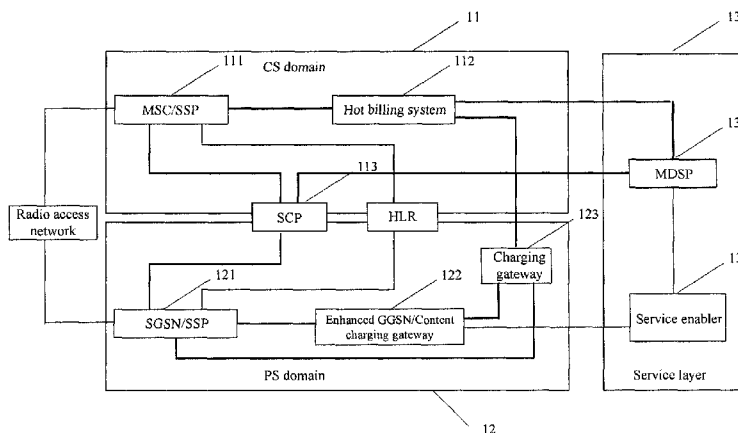 11
13
111
CS domain
112
MSC/SSP
Hot billing system
113
MDSP
13
Radio access
network
SCP
HLR
123
Charging
gateway
13
121
122
SGSN/SSP
Enhanced GGSN/Content
charging gateway
Service enabler
PS domain
Service layer
12